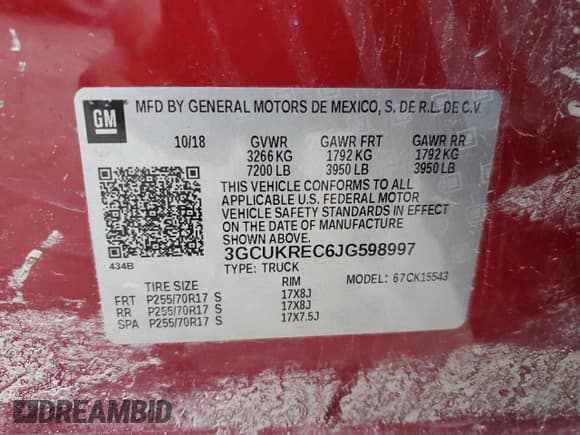 GM
MFD BY GENERAL MOTORS DE MEXICO, S. DE R.L. DE C.V.
10/18 GVWR GAWR FRT GAWR RR
3266 KG 1792 KG 1792 KG
7200 LB 3950 LB 3950 LB
THIS VEHICLE CONFORMS TO ALL
APPLICABLE U.S. FEDERAL MOTOR
VEHICLE SAFETY STANDARDS IN EFFECT
ON THE DATE OF MANUFACTURE
SHOWN ABOVE.
434B 3GCUKREC6JG598997
TYPE: TRUCK MODEL: 67CK15543
TIRE SIZE RIM
FRT P255/70R17 S 17X8J
RR P255/70R17 S 17X8J
SPA P255/70R17 S 17X7.5J
DREAMBID